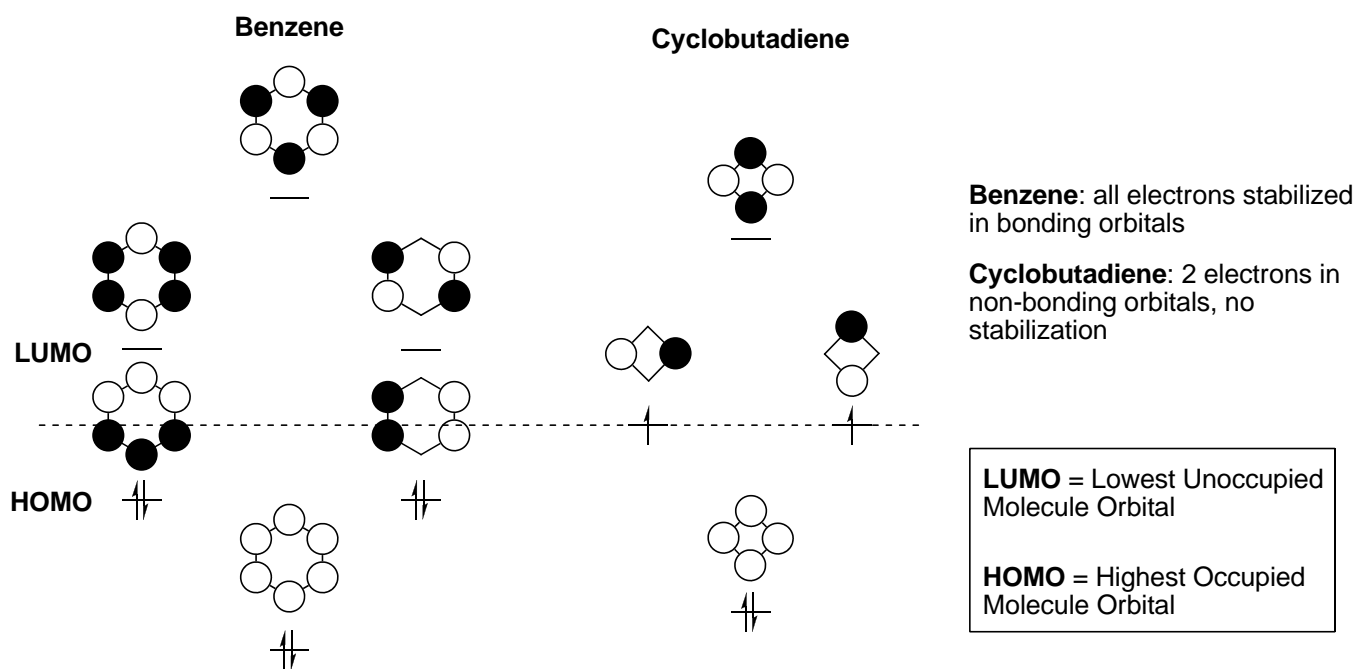 Benzene
Cyclobutadiene
Benzene: all electrons stabilized
in bonding orbitals
Cyclobutadiene: 2 electrons in
non-bonding orbitals, no
stabilization
LUMO
HOMO
LUMO = Lowest Unoccupied
Molecule Orbital
HOMO = Highest Occupied
Molecule Orbital